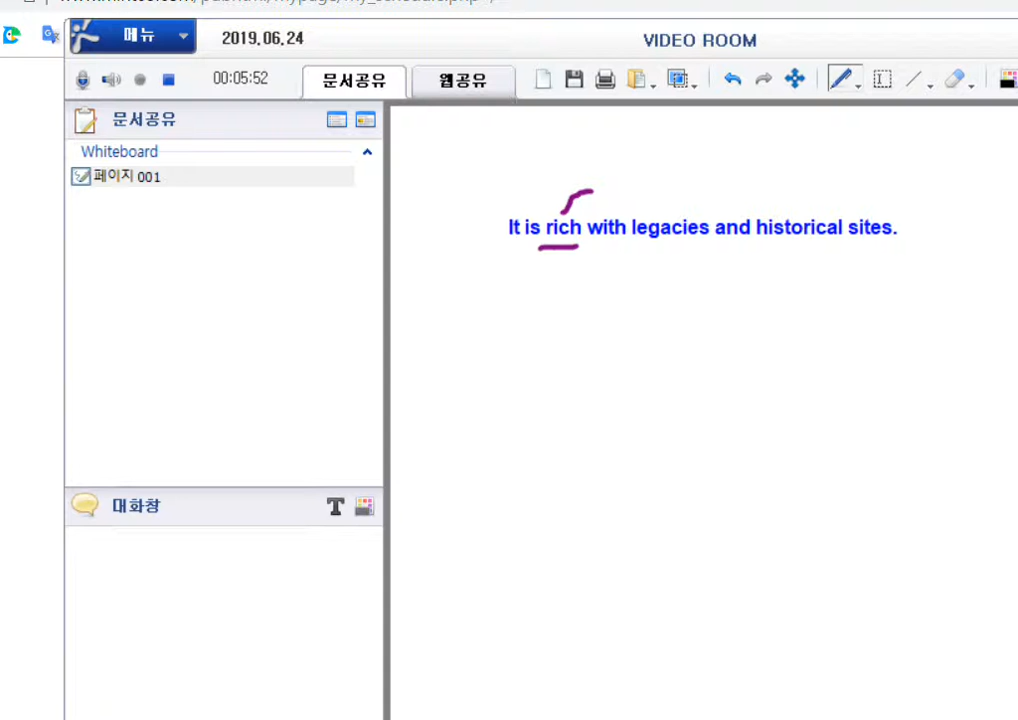 메뉴 2019.06.24 VIDEO ROOM
00:05:52 문서공유 웹공유
문서공유
Whiteboard
페이지 001
It is rich with legacies and historical sites.
대화창 T